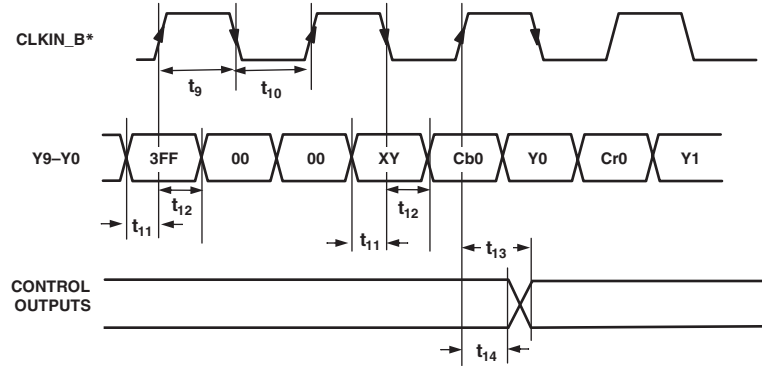 CLKIN_B*
t9
t10
Y9–Y0
3FF
00
00
XY
Cb0
Y0
Cr0
Y1
t12
t12
t11
t11
t13
CONTROL
OUTPUTS
t14